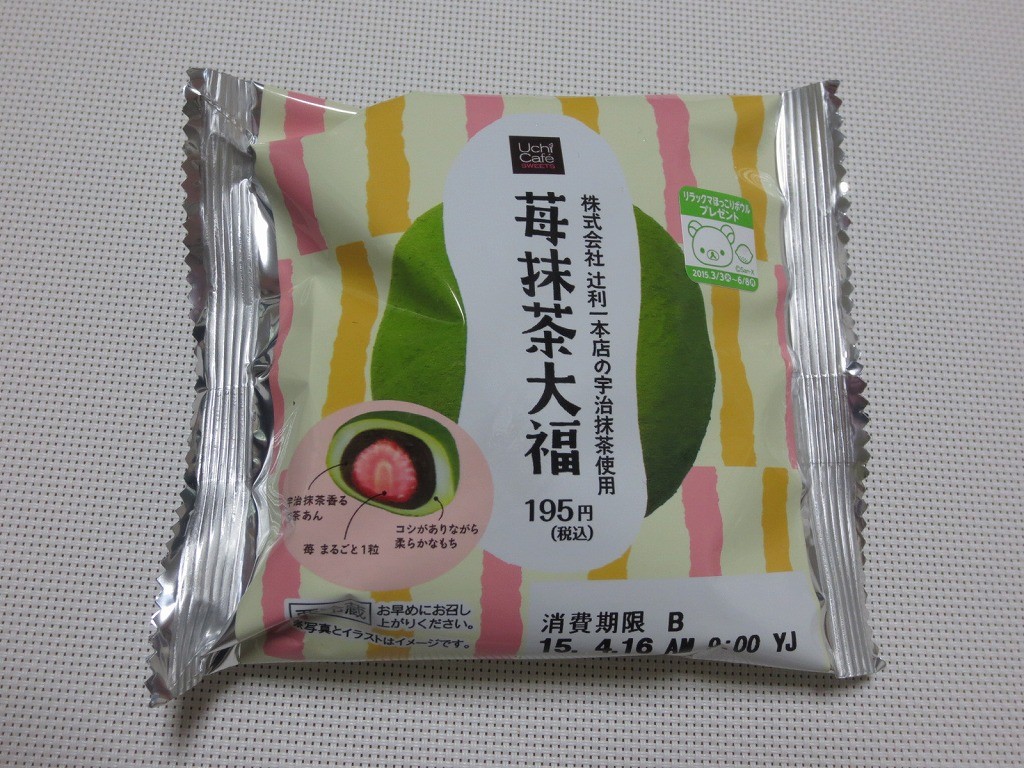 Uchi
Café
SWEETS
株式会社 辻利一本店の宇治抹茶使用
苺抹茶大福
195円
(税込)
リラックマほっこりボウル
プレゼント
2015.3/3㊋~6/8㊊
宇治抹茶香る
茶あん
苺 まるごと1粒
コシがありながら
柔らかなもち
蔵
お早めにお召し
上がりください。
※写真とイラストはイメージです。
消費期限 B
15. 4.16 AM :00 YJ